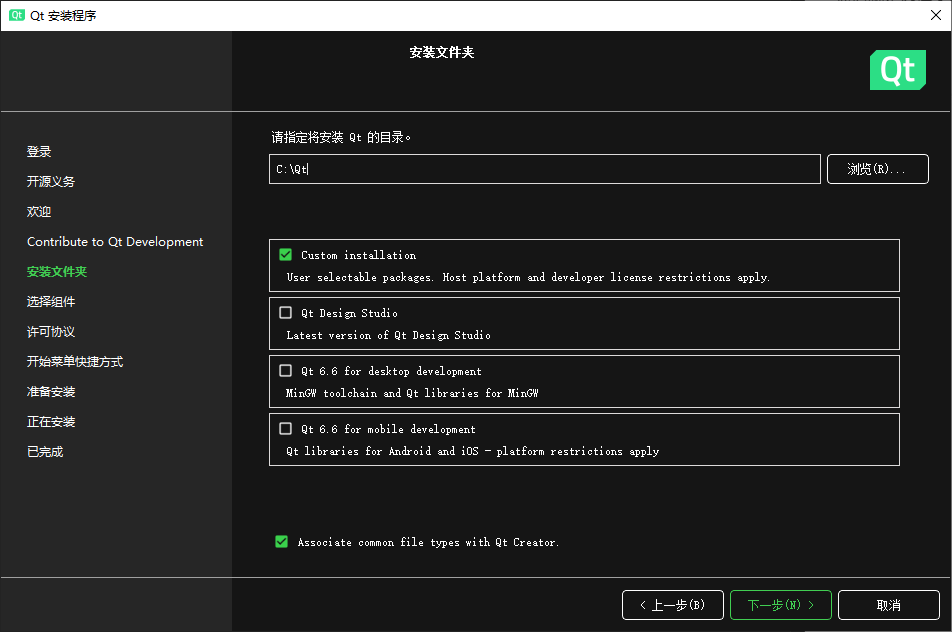 Qt Qt 安装程序
安装文件夹
Qt
登录
开源义务
欢迎
Contribute to Qt Development
安装文件夹
选择组件
许可协议
开始菜单快捷方式
准备安装
正在安装
已完成
请指定将安装 Qt 的目录。
C:\Qt
浏览(R)...
Custom installation
User selectable packages. Host platform and developer license restrictions apply.
Qt Design Studio
Latest version of Qt Design Studio
Qt 6.6 for desktop development
MinGW toolchain and Qt libraries for MinGW
Qt 6.6 for mobile development
Qt libraries for Android and iOS - platform restrictions apply
Associate common file types with Qt Creator.
< 上一步(B)
下一步(N) >
取消